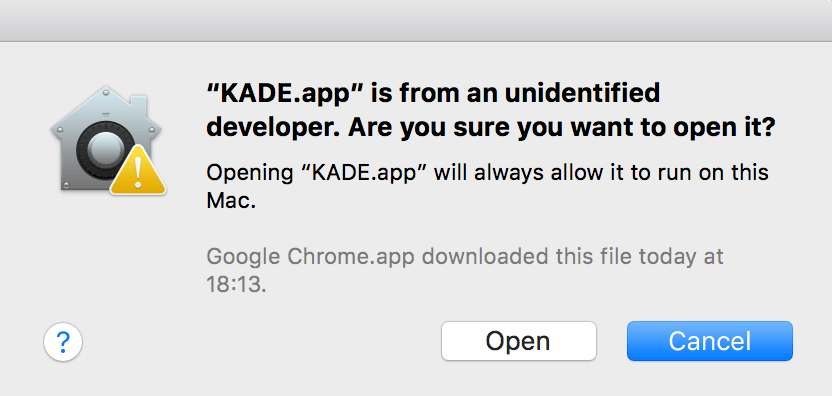 “KADE.app” is from an unidentified
developer. Are you sure you want to open it?
Opening “KADE.app” will always allow it to run on this
Mac.
Google Chrome.app downloaded this file today at
18:13.
?
Open
Cancel